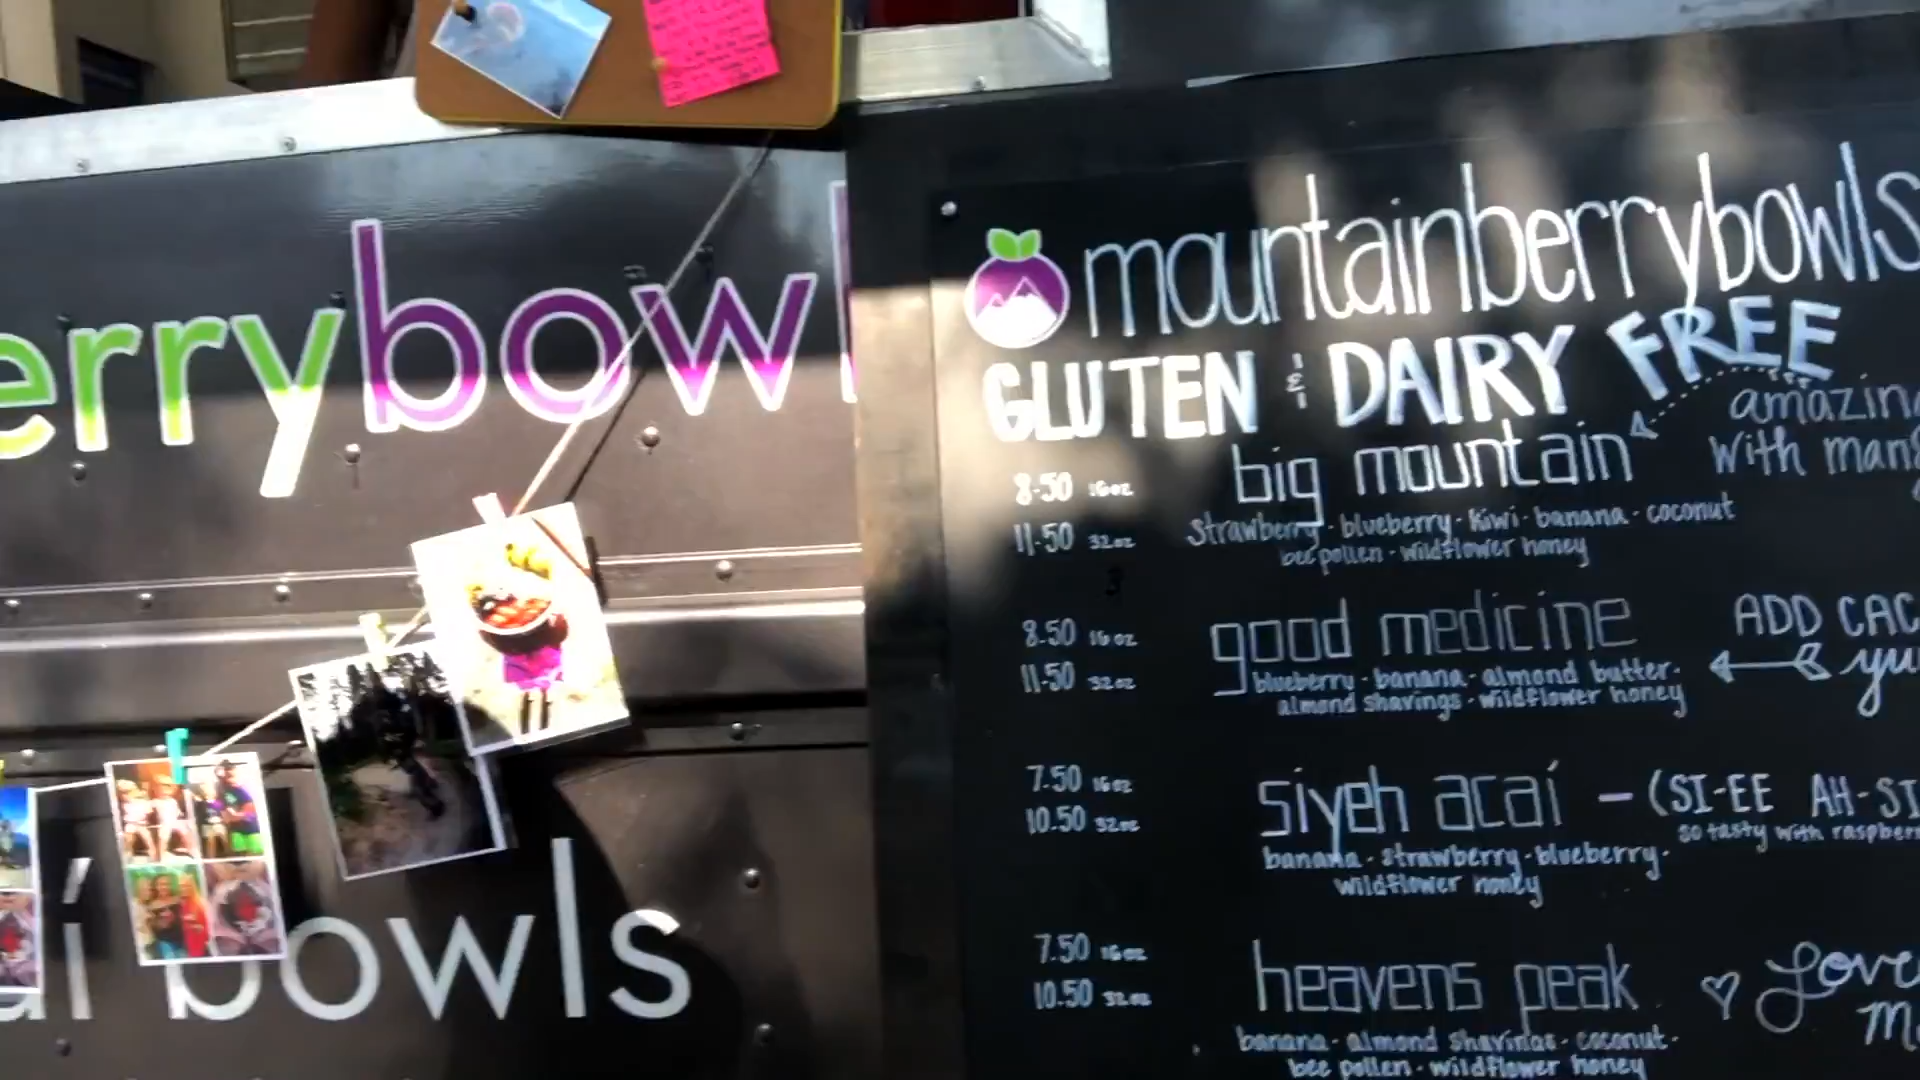 errybowl
í bowls
mountainberrybowls
GLUTEN & DAIRY FREE
amazing
with mang
8.50 16oz big mountain
11.50 32oz strawberry · blueberry · kiwi · banana · coconut
bee pollen · wildflower honey
8.50 16oz good medicine
ADD CAC
11.50 32oz blueberry · banana · almond butter ·
almond shavings · wildflower honey
7.50 16oz siyeh acaí - (SI-EE AH-SI
so tasty with raspberr
10.50 32oz banana · strawberry · blueberry ·
wildflower honey
7.50 16oz heavens peak
Love
10.50 32oz banana · almond shavings · coconut ·
bee pollen · wildflower honey